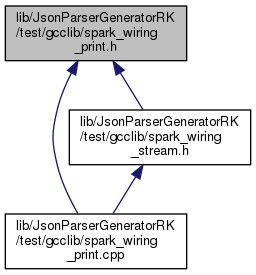 lib/JsonParserGeneratorRK
/test/gcclib/spark_wiring
_print.h
lib/JsonParserGeneratorRK
/test/gcclib/spark_wiring
_stream.h
lib/JsonParserGeneratorRK
/test/gcclib/spark_wiring
_print.cpp